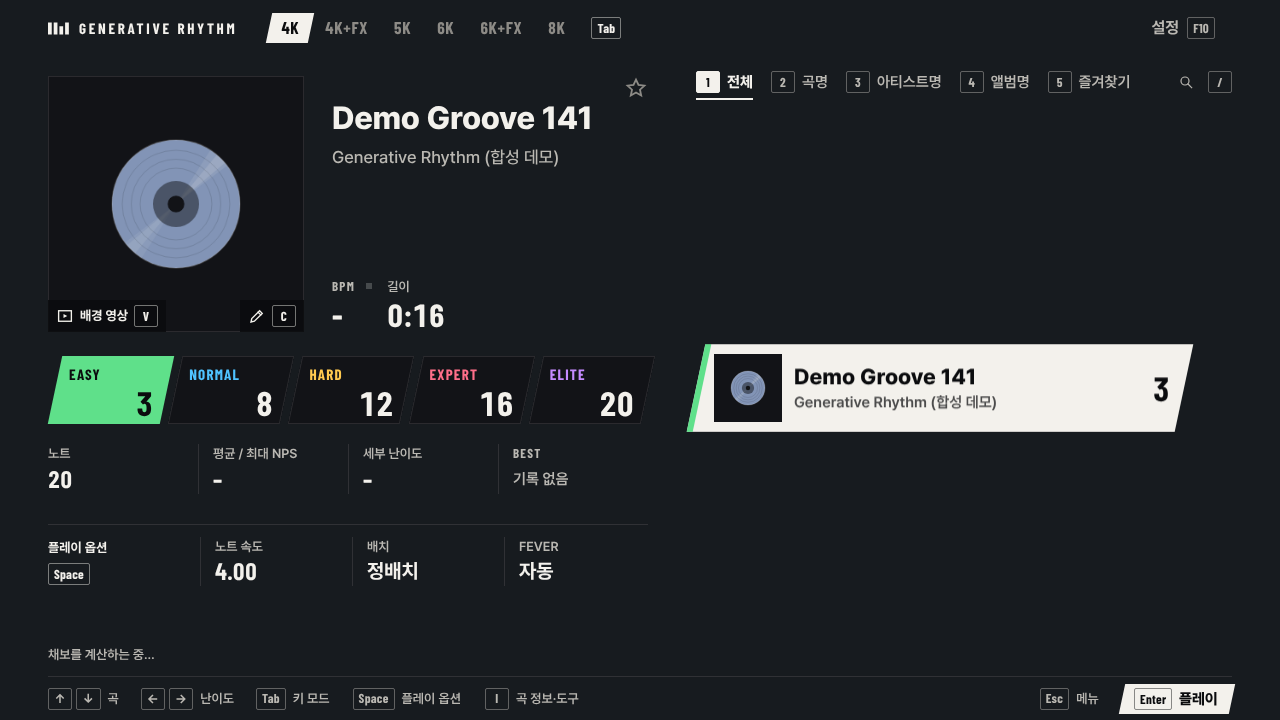 GENERATIVE RHYTHM 4K 4K+FX 5K 6K 6K+FX 8K Tab 설정 F10
1 전체 2 곡명 3 아티스트명 4 앨범명 5 즐겨찾기 /
Demo Groove 141
Generative Rhythm (합성 데모)
BPM 길이
- 0:16
배경 영상 V C
EASY 3
NORMAL 8
HARD 12
EXPERT 16
ELITE 20
Demo Groove 141
Generative Rhythm (합성 데모)
3
노트 평균 / 최대 NPS 세부 난이도 BEST
20 - - 기록 없음
플레이 옵션 노트 속도 배치 FEVER
Space 4.00 정배치 자동
채보를 계산하는 중...
↑ ↓ 곡 ← → 난이도 Tab 키 모드 Space 플레이 옵션 I 곡 정보·도구 Esc 메뉴 Enter 플레이